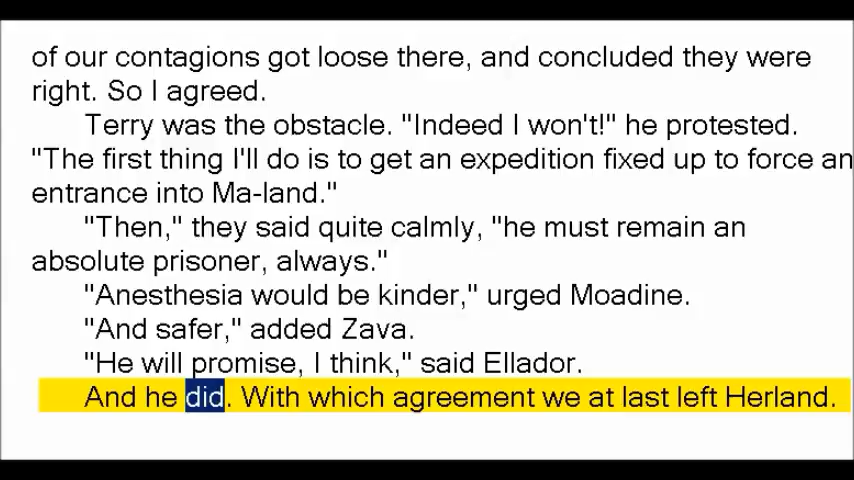 of our contagions got loose there, and concluded they were
right. So I agreed.
Terry was the obstacle. "Indeed I won't!" he protested.
"The first thing I'll do is to get an expedition fixed up to force an
entrance into Ma-land."
"Then," they said quite calmly, "he must remain an
absolute prisoner, always."
"Anesthesia would be kinder," urged Moadine.
"And safer," added Zava.
"He will promise, I think," said Ellador.
And he did. With which agreement we at last left Herland.